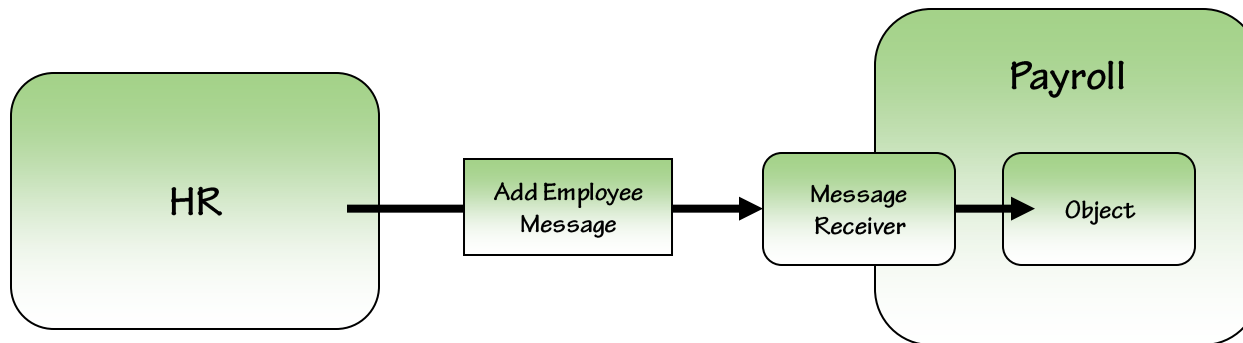 HR
Add Employee
Message
Payroll
Message
Receiver
Object